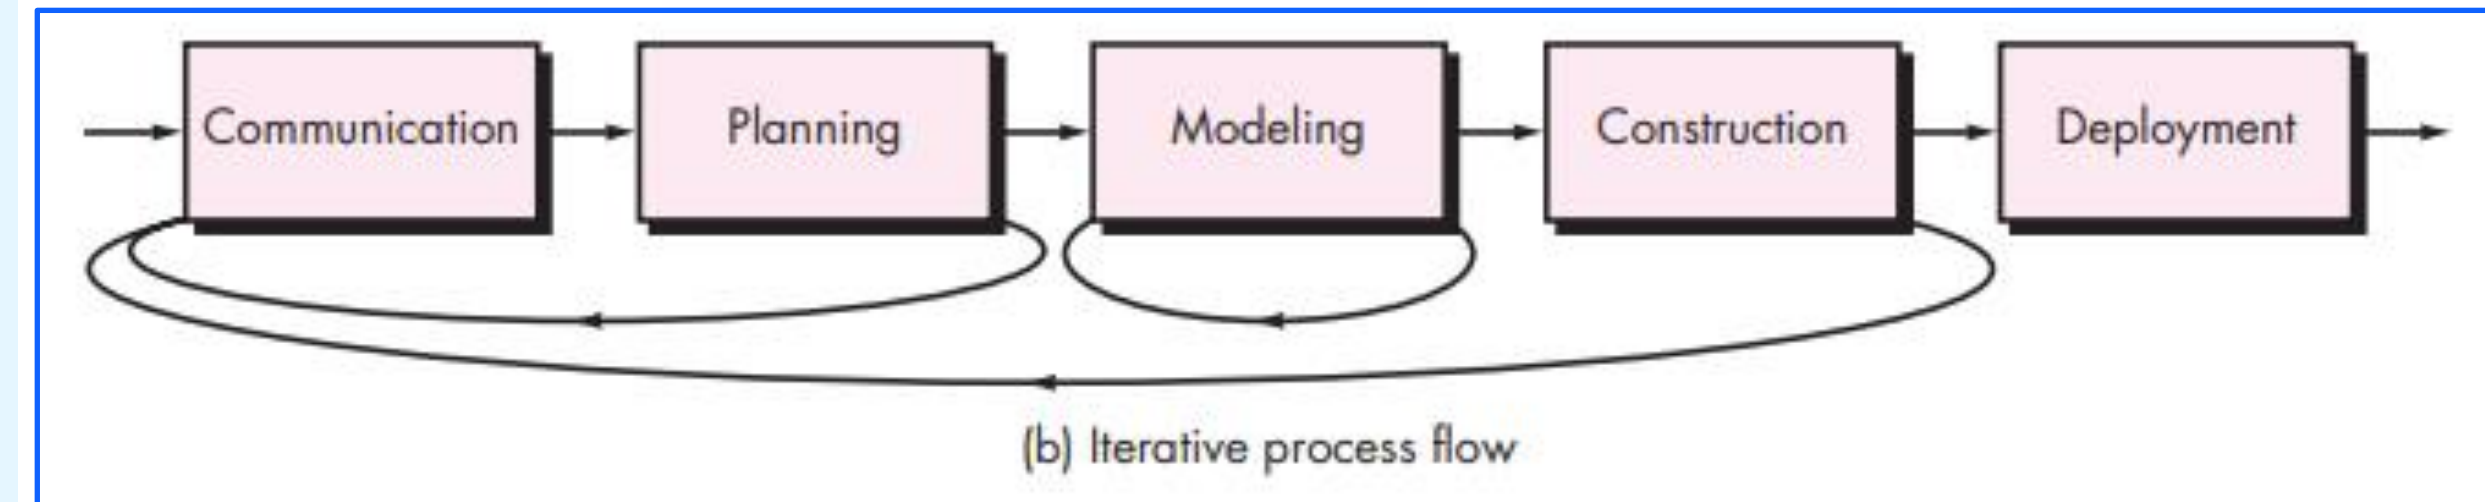 Communication
Planning
Modeling
Construction
Deployment
(b) Iterative process flow